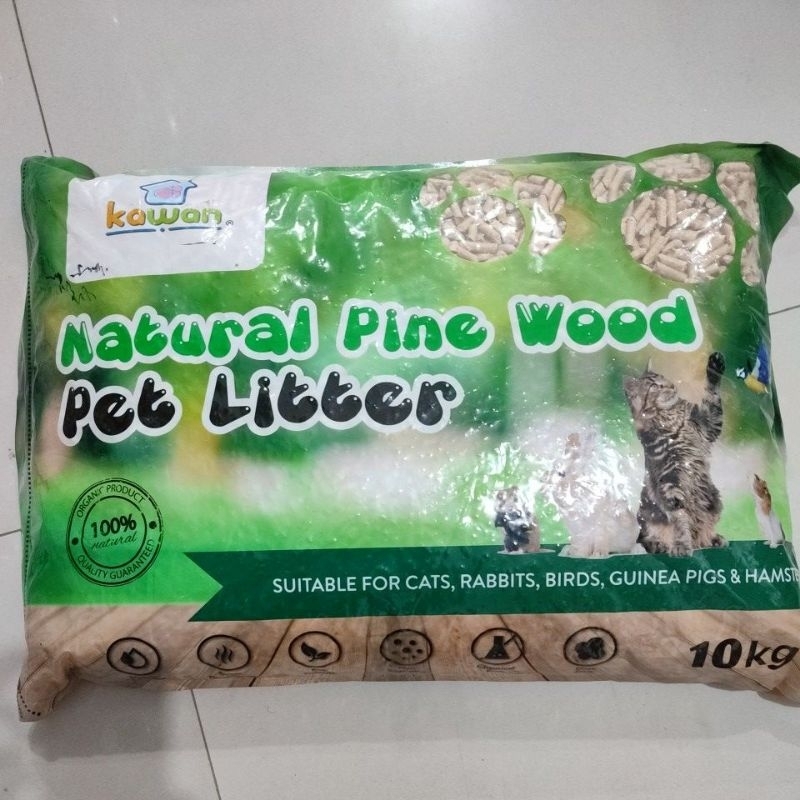 kawan®
Natural Pine Wood
Pet Litter
ORGANIC PRODUCT
100%
natural
QUALITY GUARANTEED
SUITABLE FOR CATS, RABBITS, BIRDS, GUINEA PIGS & HAMSTE
10kg